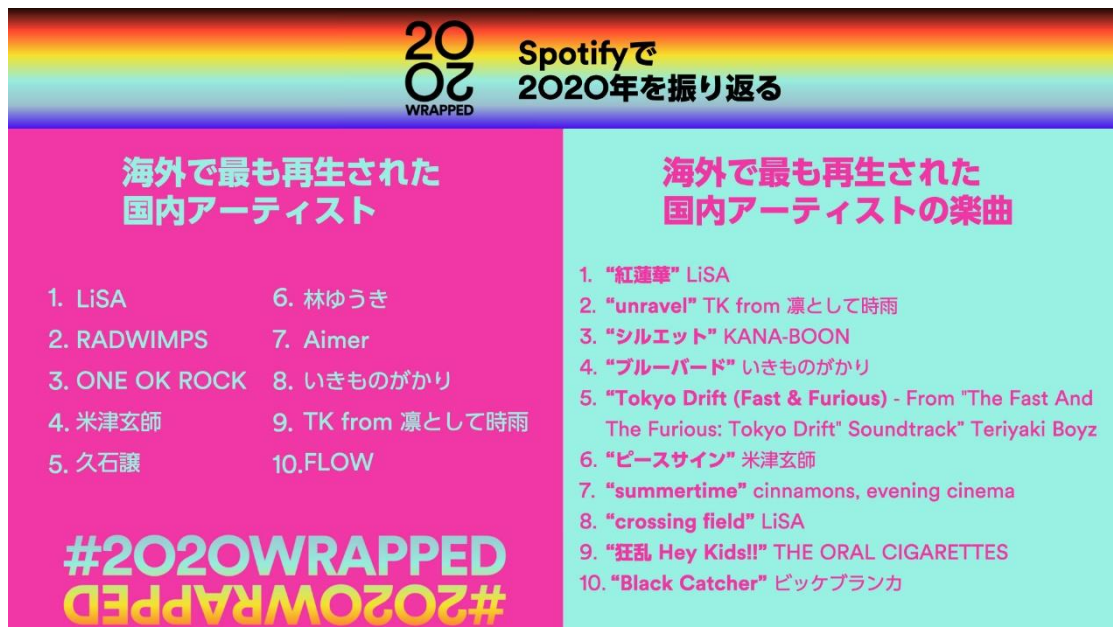 2020
WRAPPED
Spotifyで
2020年を振り返る
海外で最も再生された
国内アーティスト
1. LiSA
2. RADWIMPS
3. ONE OK ROCK
4. 米津玄師
5. 久石譲
6. 林ゆうき
7. Aimer
8. いきものがかり
9. TK from 凛として時雨
10.FLOW
#2020WRAPPED
#2020WRAPPED
海外で最も再生された
国内アーティストの楽曲
1. “紅蓮華” LiSA
2. “unravel” TK from 凛として時雨
3. “シルエット” KANA-BOON
4. “ブルーバード” いきものがかり
5. “Tokyo Drift (Fast & Furious) - From "The Fast And
The Furious: Tokyo Drift" Soundtrack” Teriyaki Boyz
6. “ピースサイン” 米津玄師
7. “summertime” cinnamons, evening cinema
8. “crossing field” LiSA
9. “狂乱 Hey Kids!!” THE ORAL CIGARETTES
10. “Black Catcher” ビッケブランカ